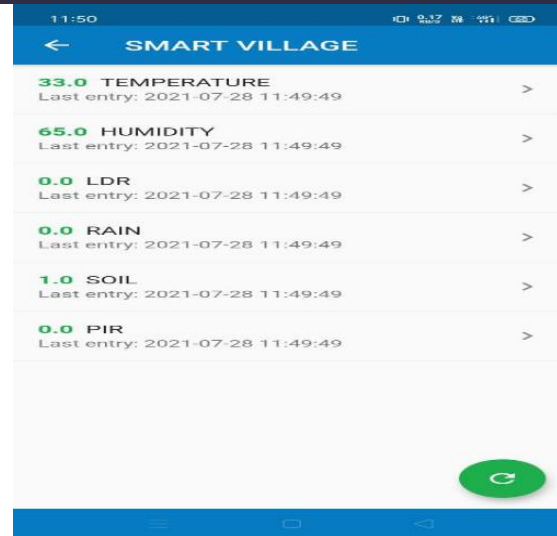 11:50
SMART VILLAGE
33.0 TEMPERATURE
Last entry: 2021-07-28 11:49:49
65.0 HUMIDITY
Last entry: 2021-07-28 11:49:49
0.0 LDR
Last entry: 2021-07-28 11:49:49
0.0 RAIN
Last entry: 2021-07-28 11:49:49
1.0 SOIL
Last entry: 2021-07-28 11:49:49
0.0 PIR
Last entry: 2021-07-28 11:49:49